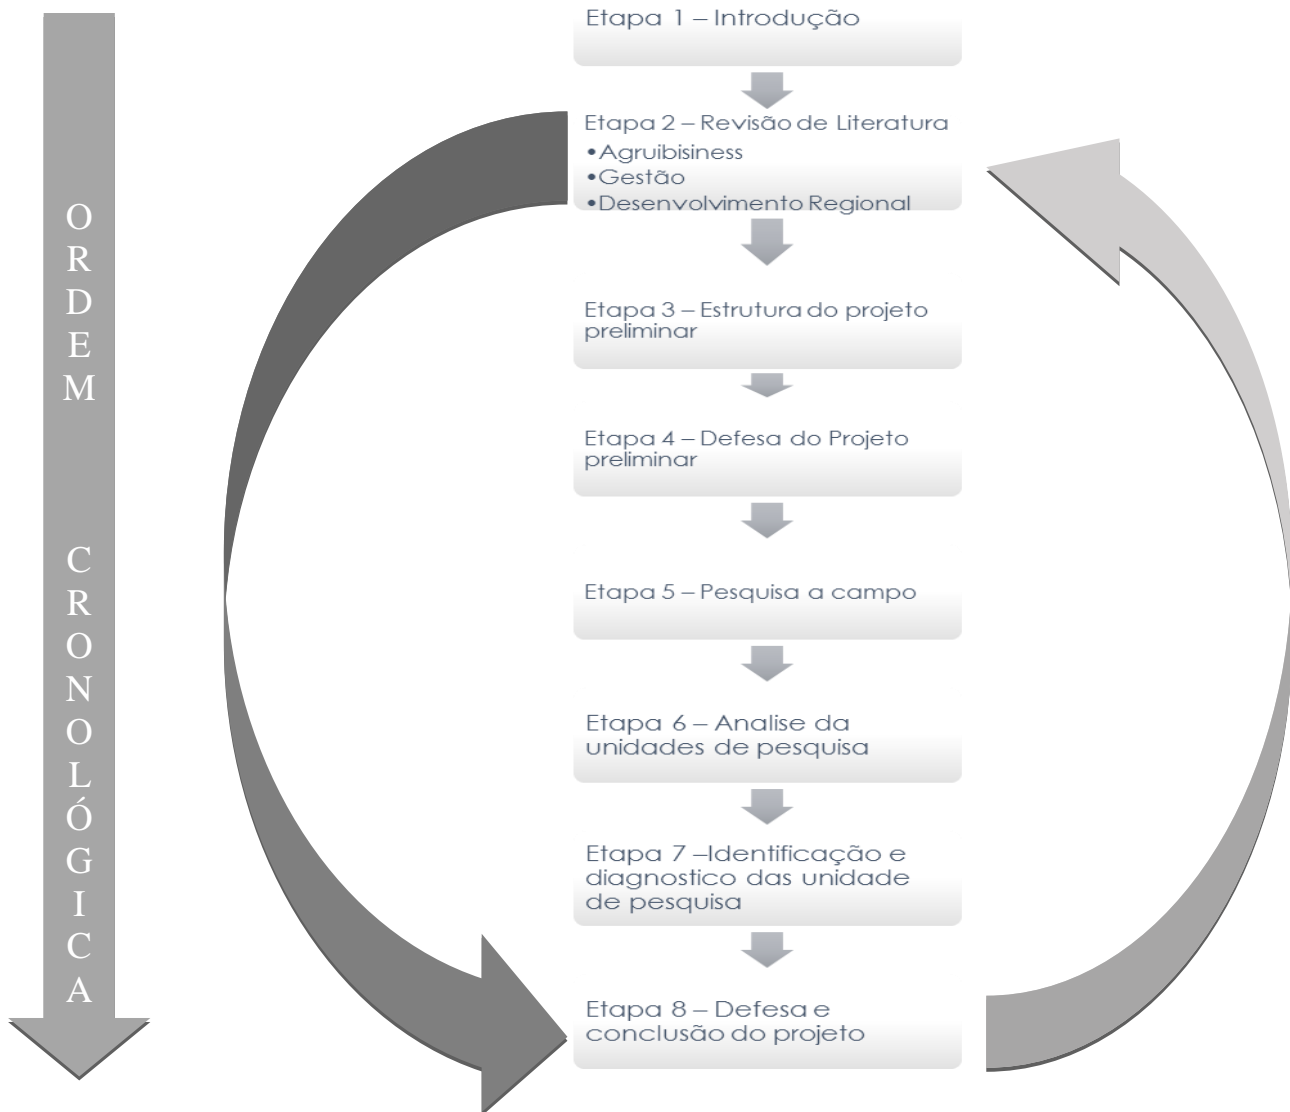 ORDEM CRONOLÓGICA
Etapa 1 – Introdução
Etapa 2 – Revisão de Literatura
•Agruibisiness
•Gestão
•Desenvolvimento Regional
Etapa 3 – Estrutura do projeto
preliminar
Etapa 4 – Defesa do Projeto
preliminar
Etapa 5 – Pesquisa a campo
Etapa 6 – Analise da
unidades de pesquisa
Etapa 7 –Identificação e
diagnostico das unidade
de pesquisa
Etapa 8 – Defesa e
conclusão do projeto